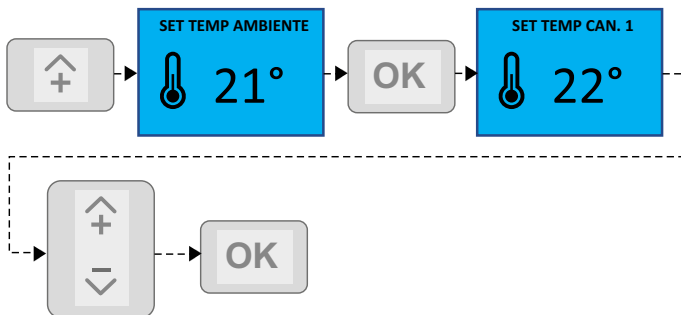 SET TEMP AMBIENTE
21°
OK
SET TEMP CAN. 1
22°
+
+
−
OK